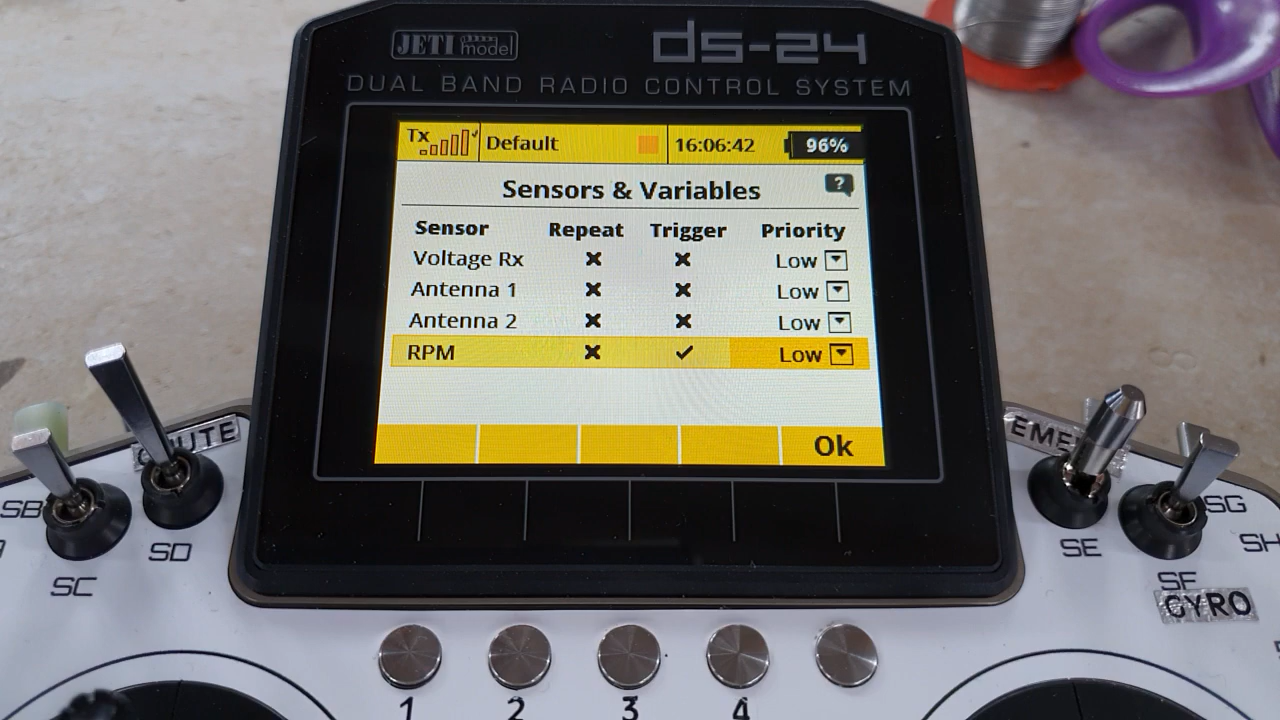 JETI model
ds-24
DUAL BAND RADIO CONTROL SYSTEM
Tx Default 16:06:42 96%
Sensors & Variables ?
Sensor Repeat Trigger Priority
Voltage Rx Low
Antenna 1 Low
Antenna 2 Low
RPM Low
Ok
SB
SD
SC
SE
SG
SH
SF
GYRO
1 2 3 4